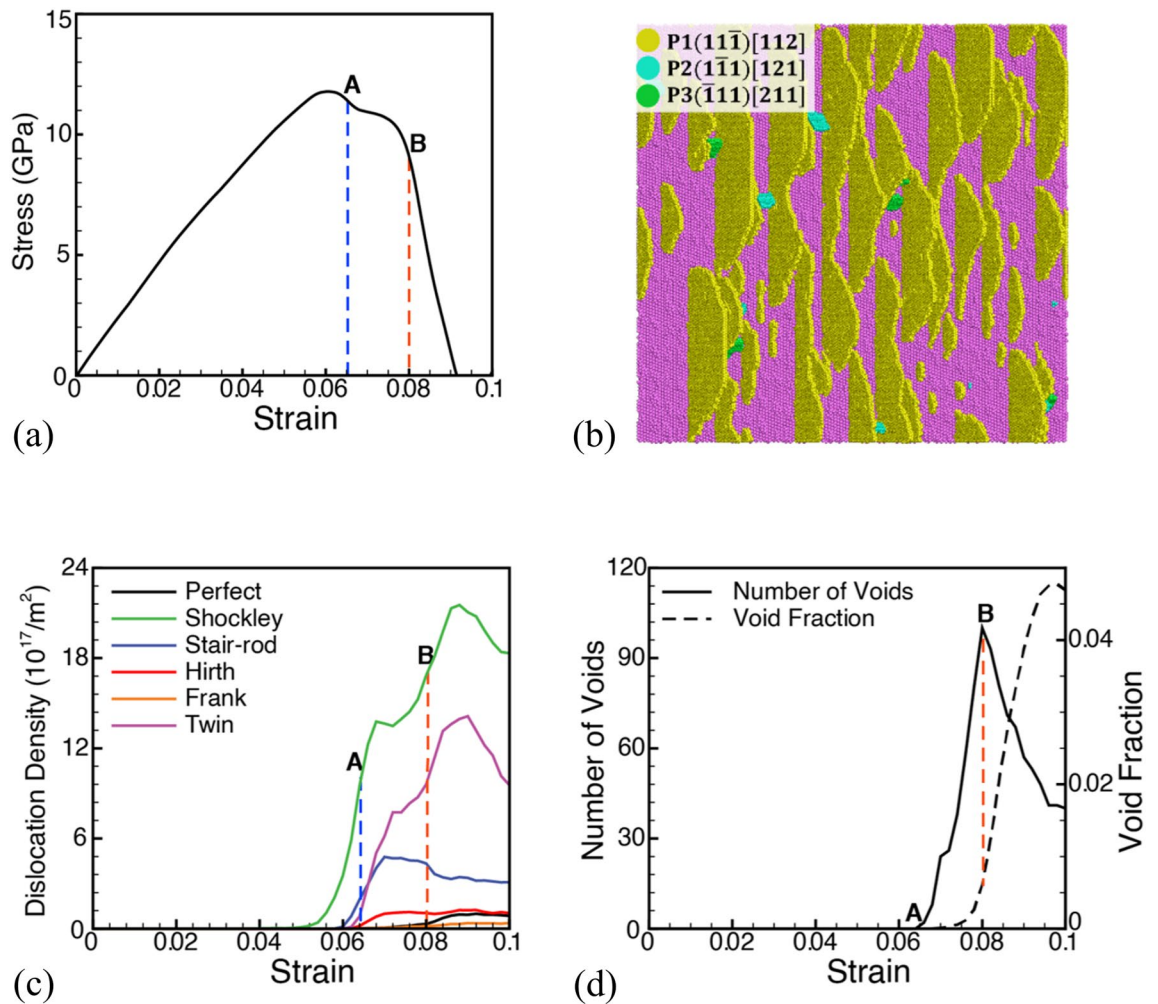 15
10
5
0
0
0.02
0.04
0.06
0.08
0.1
Stress (GPa)
Strain
A
B
(a)
P1(111̅)[112]
P2(11̅1)[121]
P3(1̅11)[211]
(b)
24
18
12
6
0
0
0.02
0.04
0.06
0.08
0.1
Dislocation Density (10¹⁷/m²)
Strain
Perfect
Shockley
Stair-rod
Hirth
Frank
Twin
A
B
(c)
120
90
60
30
0
0
0.02
0.04
0.06
0.08
0.1
Number of Voids
Strain
Number of Voids
Void Fraction
A
B
0.04
0.02
0
Void Fraction
(d)